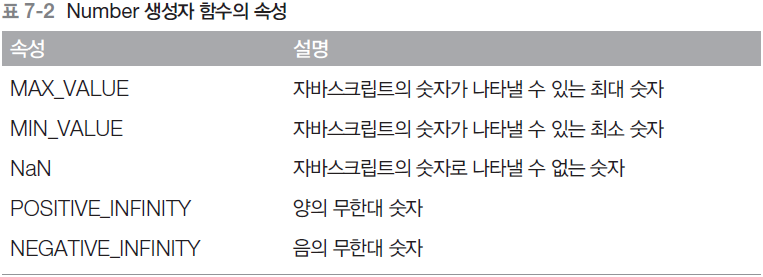 표 7-2 Number 생성자 함수의 속성
속성 설명
MAX_VALUE 자바스크립트의 숫자가 나타낼 수 있는 최대 숫자
MIN_VALUE 자바스크립트의 숫자가 나타낼 수 있는 최소 숫자
NaN 자바스크립트의 숫자로 나타낼 수 없는 숫자
POSITIVE_INFINITY 양의 무한대 숫자
NEGATIVE_INFINITY 음의 무한대 숫자